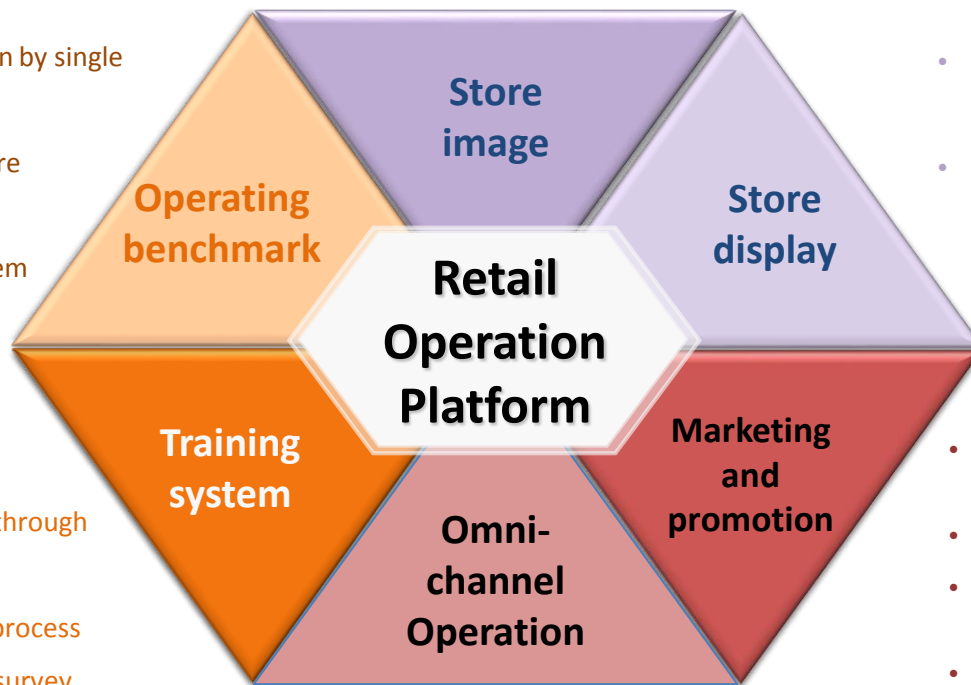 n by single
re
em
Store
image
Operating
benchmark
Store
display
Retail
Operation
Platform
Training
system
Marketing
and
promotion
Omni-
channel
Operation
through
process
survey